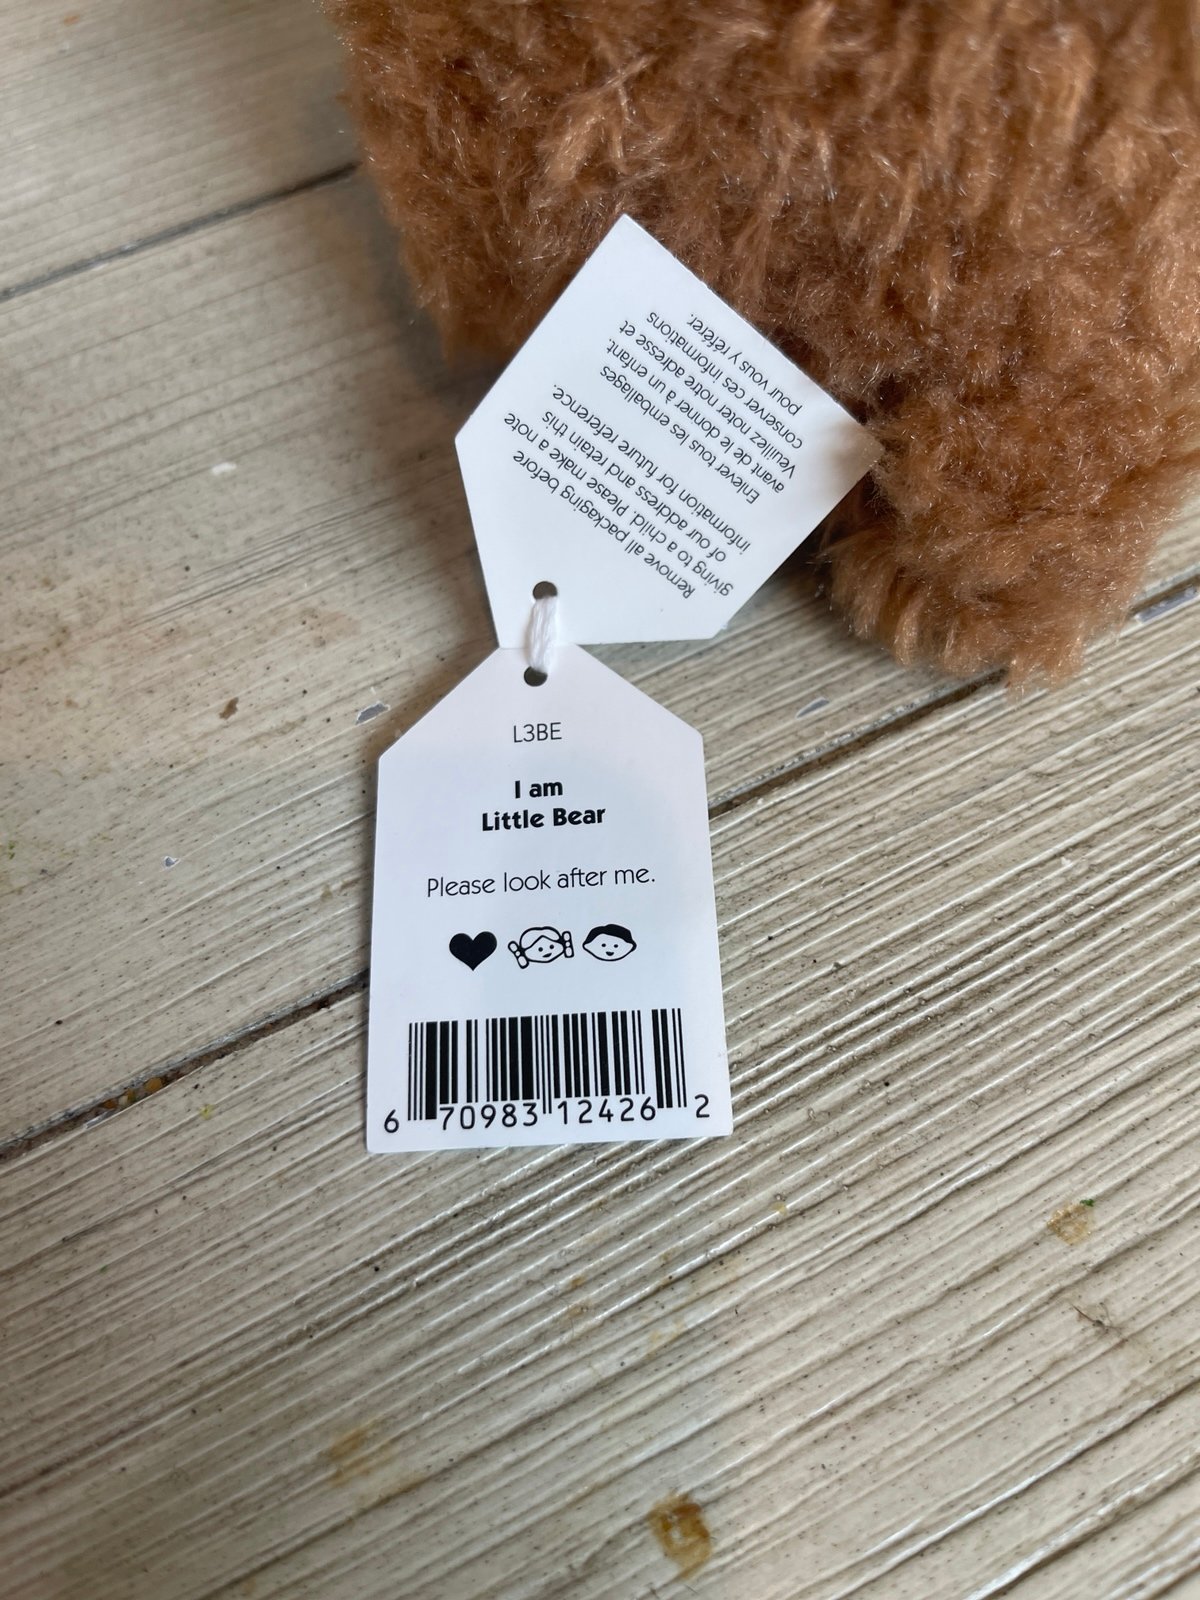 Remove all packaging before
giving to a child. Please make a note
of our address and retain this
information for future reference.
Enlever tous les emballages
avant de le donner à un enfant.
Veuillez noter notre adresse et
conserver ces informations
pour vous y référer.
L3BE
I am
Little Bear
Please look after me.
6 70983 12426 2